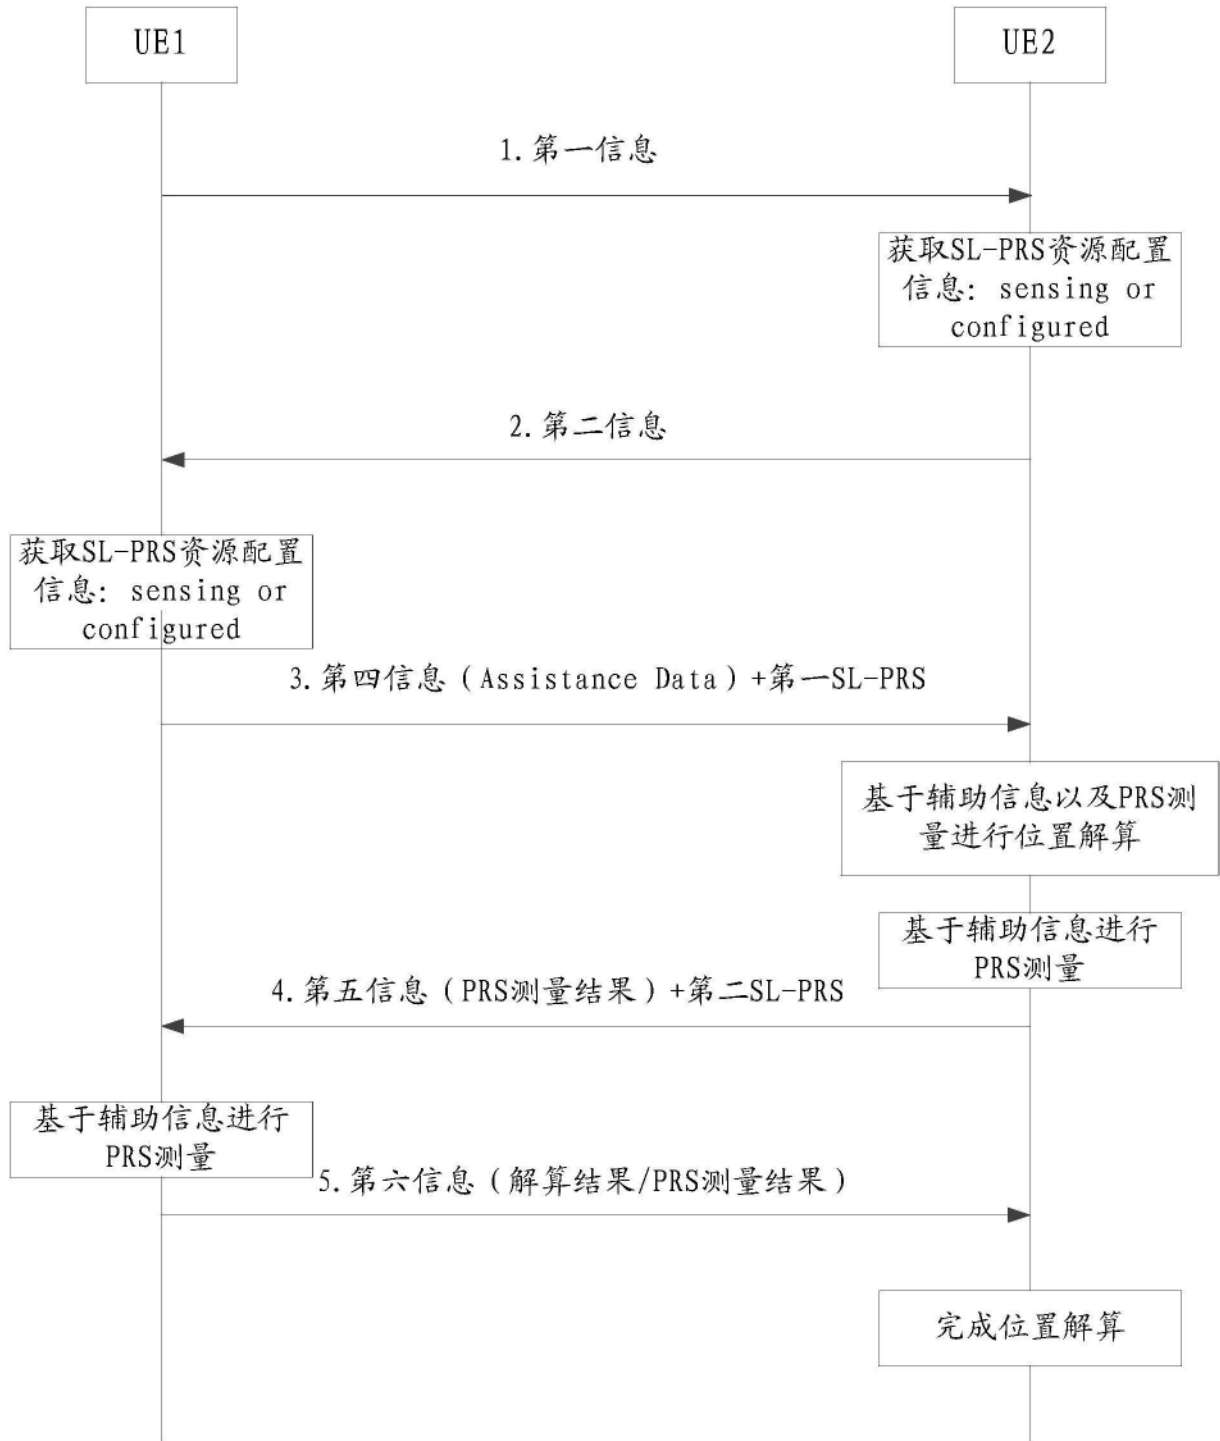 UE1
UE2
1.第一信息
获取SL-PRS资源配置
信息: sensing or
configured
2.第二信息
获取SL-PRS资源配置
信息: sensing or
configured
3.第四信息（Assistance Data）+第一SL-PRS
基于辅助信息以及PRS测
量进行位置解算
基于辅助信息进行
PRS测量
4.第五信息（PRS测量结果）+第二SL-PRS
基于辅助信息进行
PRS测量
5.第六信息（解算结果/PRS测量结果）
完成位置解算